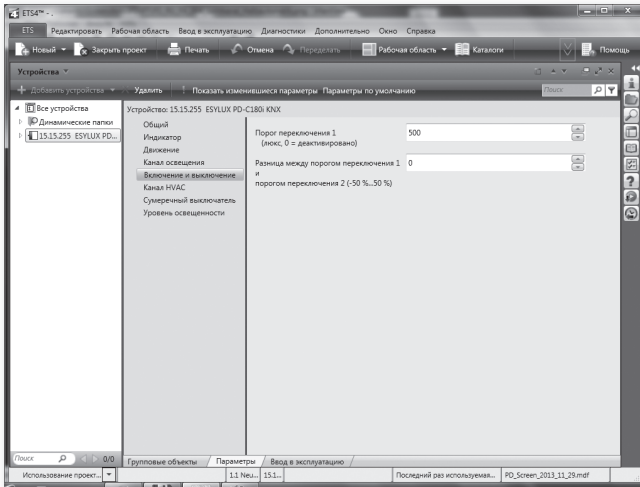 ETS4™ - .
ETS Редактировать Рабочая область Ввод в эксплуатацию Диагностики Дополнительно Окно Справка
Новый Закрыть проект Печать Отмена Переделать Рабочая область Каталоги Помощь
Устройства
Добавить устройства Удалить Показать изменившиеся параметры Параметры по умолчанию Поиск
Все устройства
Динамические папки
15.15.255 ESYLUX PD...
Устройство: 15.15.255 ESYLUX PD-C180i KNX
Общий
Индикатор
Движение
Канал освещения
Включение и выключение
Канал HVAC
Сумеречный выключатель
Уровень освещенности
Порог переключения 1 500
(люкс, 0 = деактивировано)
Разница между порогом переключения 1 0
и
порогом переключения 2 (-50 %...50 %)
Поиск 0/0
Групповые объекты Параметры Ввод в эксплуатацию
Использование проект... 1.1 Neu... 15.1... Последний раз используемая... PD_Screen_2013_11_29.mdf